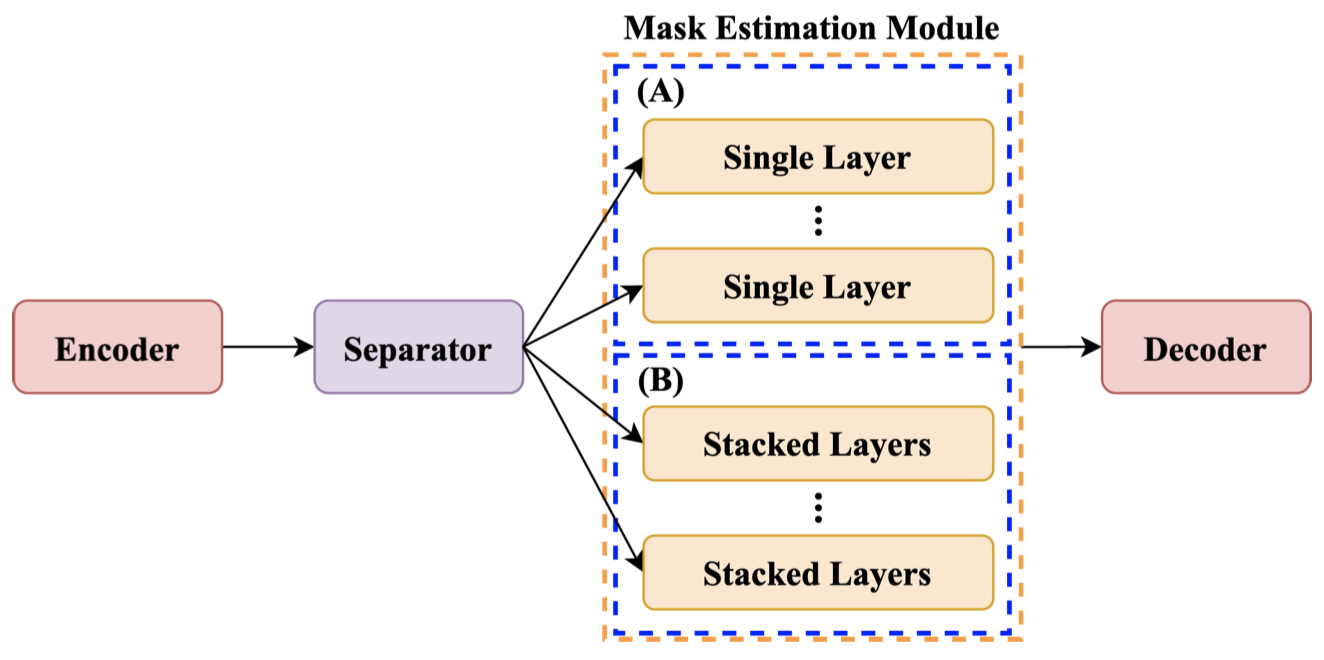 Mask Estimation Module
(A)
Single Layer
Single Layer
Encoder
Separator
Decoder
(B)
Stacked Layers
Stacked Layers